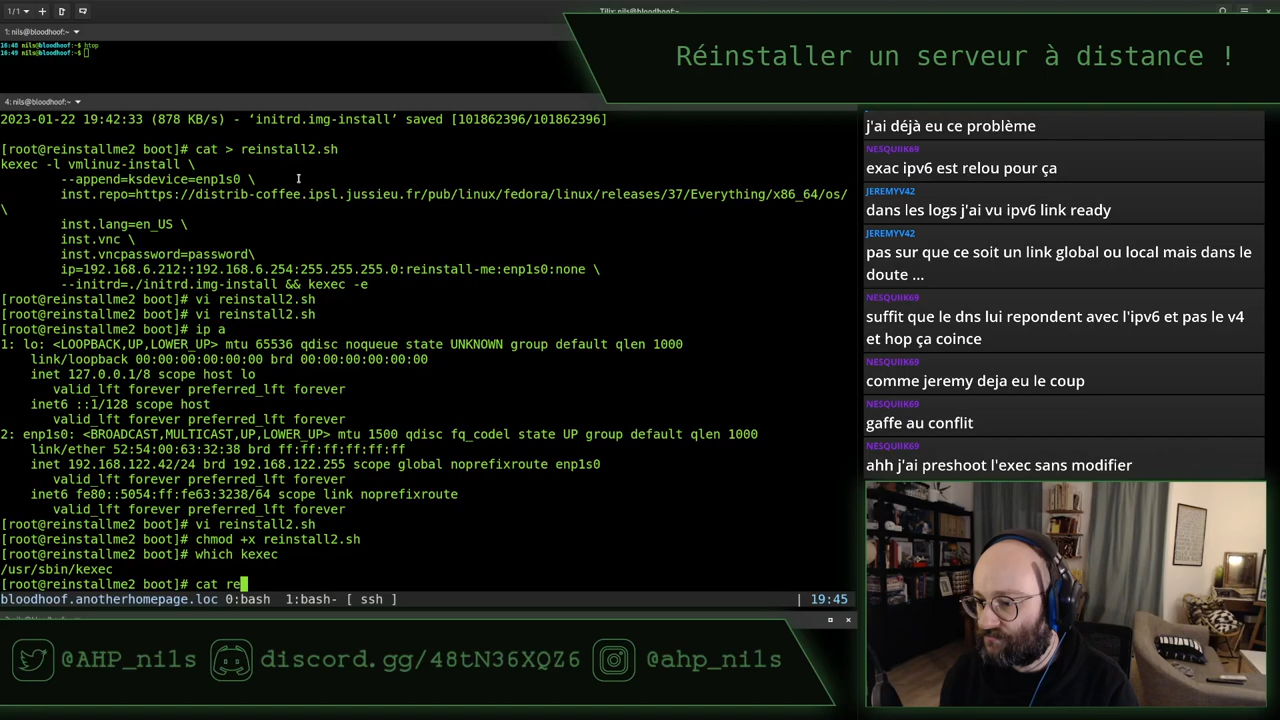 1/1
Tilix: nils@bloodhoof:~
1: nils@bloodhoof:~
16:48 nils@bloodhoof:~$ htop
16:49 nils@bloodhoof:~$
Réinstaller un serveur à distance !
4: nils@bloodhoof:~
2023-01-22 19:42:33 (878 KB/s) - ‘initrd.img-install’ saved [101862396/101862396]
[root@reinstallme2 boot]# cat > reinstall2.sh
kexec -l vmlinuz-install \
--append=ksdevice=enp1s0 \
inst.repo=https://distrib-coffee.ipsl.jussieu.fr/pub/linux/fedora/linux/releases/37/Everything/x86_64/os/
\
inst.lang=en_US \
inst.vnc \
inst.vncpassword=password\
ip=192.168.6.212::192.168.6.254:255.255.255.0:reinstall-me:enp1s0:none \
--initrd=./initrd.img-install && kexec -e
[root@reinstallme2 boot]# vi reinstall2.sh
[root@reinstallme2 boot]# vi reinstall2.sh
[root@reinstallme2 boot]# ip a
1: lo: <LOOPBACK,UP,LOWER_UP> mtu 65536 qdisc noqueue state UNKNOWN group default qlen 1000
link/loopback 00:00:00:00:00:00 brd 00:00:00:00:00:00
inet 127.0.0.1/8 scope host lo
valid_lft forever preferred_lft forever
inet6 ::1/128 scope host
valid_lft forever preferred_lft forever
2: enp1s0: <BROADCAST,MULTICAST,UP,LOWER_UP> mtu 1500 qdisc fq_codel state UP group default qlen 1000
link/ether 52:54:00:63:32:38 brd ff:ff:ff:ff:ff:ff
inet 192.168.122.42/24 brd 192.168.122.255 scope global noprefixroute enp1s0
valid_lft forever preferred_lft forever
inet6 fe80::5054:ff:fe63:3238/64 scope link noprefixroute
valid_lft forever preferred_lft forever
[root@reinstallme2 boot]# vi reinstall2.sh
[root@reinstallme2 boot]# chmod +x reinstall2.sh
[root@reinstallme2 boot]# which kexec
/usr/sbin/kexec
[root@reinstallme2 boot]# cat re
bloodhoof.anotherhomepage.loc 0:bash  1:bash- [ ssh ] | 19:45
j'ai déjà eu ce problème
NESQUIIK69
exac ipv6 est relou pour ça
JEREMYV42
dans les logs j'ai vu ipv6 link ready
JEREMYV42
pas sur que ce soit un link global ou local mais dans le
doute ...
NESQUIIK69
suffit que le dns lui repondent avec l'ipv6 et pas le v4
et hop ça coince
NESQUIIK69
comme jeremy deja eu le coup
NESQUIIK69
gaffe au conflit
NESQUIIK69
ahh j'ai preshoot l'exec sans modifier
@AHP_nils discord.gg/48tN36XQZ6 @ahp_nils